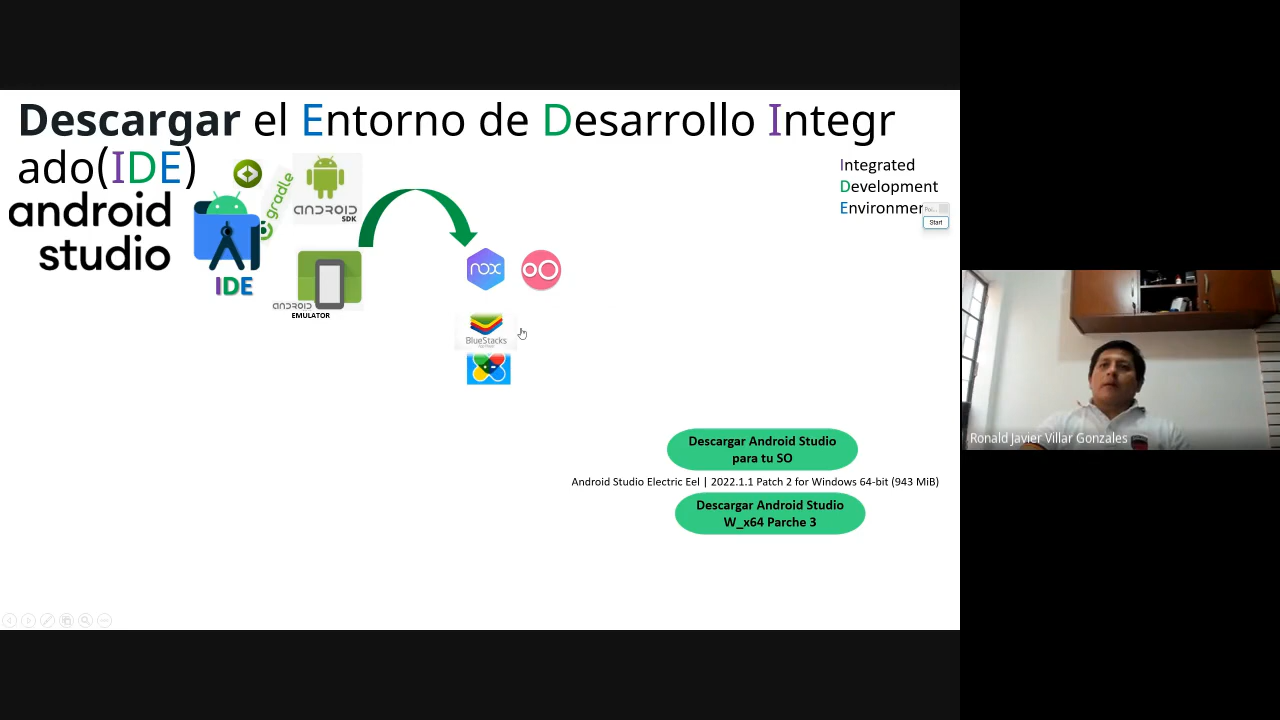 Descargar el Entorno de Desarrollo Integr
ado(IDE)
android
studio
IDE
gradle
ANDROID
SDK
ANDROID
EMULATOR
nox
BlueStacks
Integrated
Development
Environmen
Start
Descargar Android Studio
para tu SO
Android Studio Electric Eel | 2022.1.1 Patch 2 for Windows 64-bit (943 MiB)
Descargar Android Studio
W_x64 Parche 3
Ronald Javier Villar Gonzales